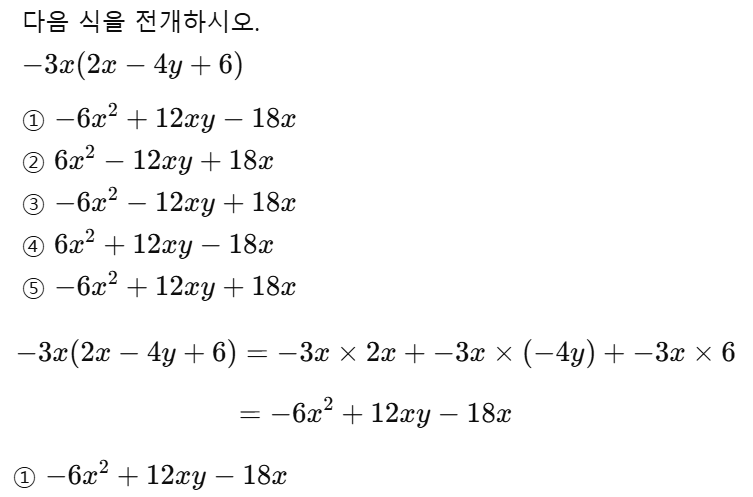 다음 식을 전개하시오.
−3x(2x − 4y + 6)
① −6x² + 12xy − 18x
② 6x² − 12xy + 18x
③ −6x² − 12xy + 18x
④ 6x² + 12xy − 18x
⑤ −6x² + 12xy + 18x
−3x(2x − 4y + 6) = −3x × 2x + −3x × (−4y) + −3x × 6
= −6x² + 12xy − 18x
① −6x² + 12xy − 18x